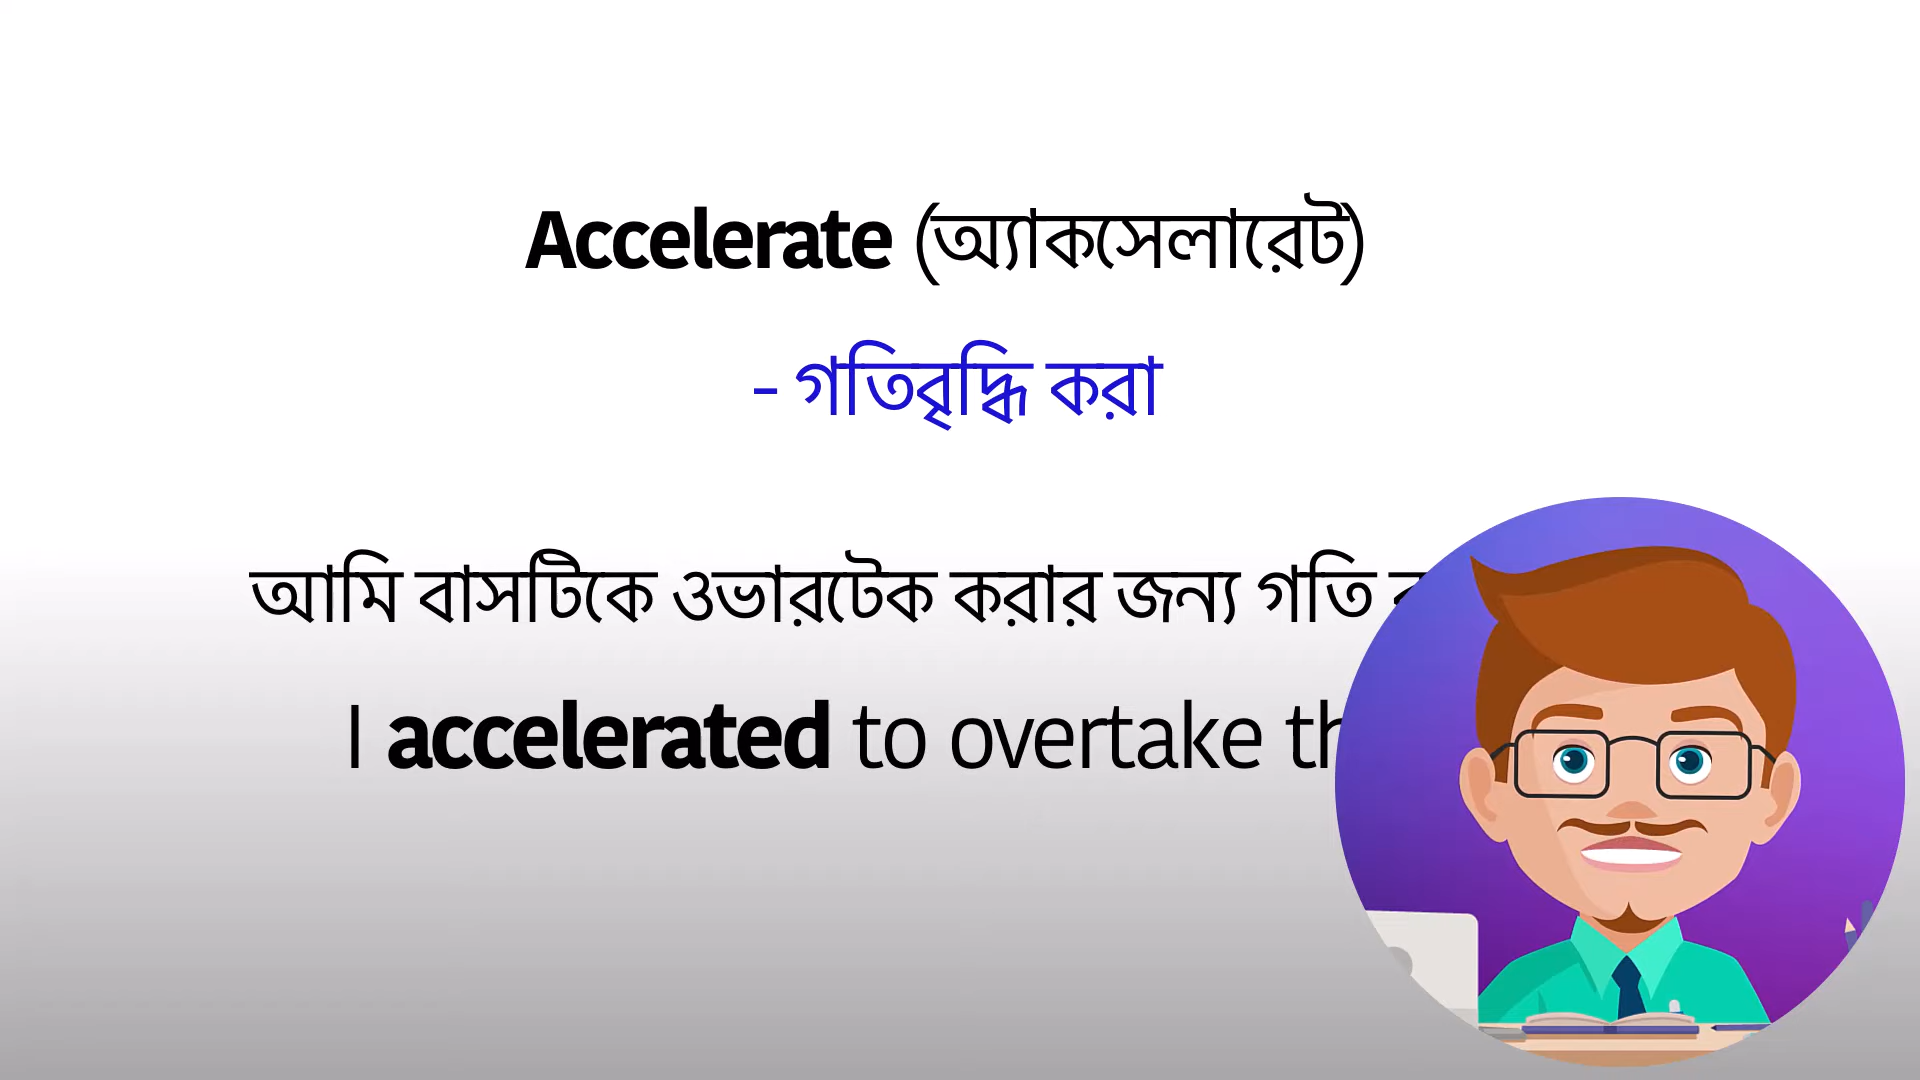 Accelerate (অ্যাকসেলারেট)
- গতিবৃদ্ধি করা
আমি বাসটিকে ওভারটেক করার জন্য গতি
I accelerated to overtake